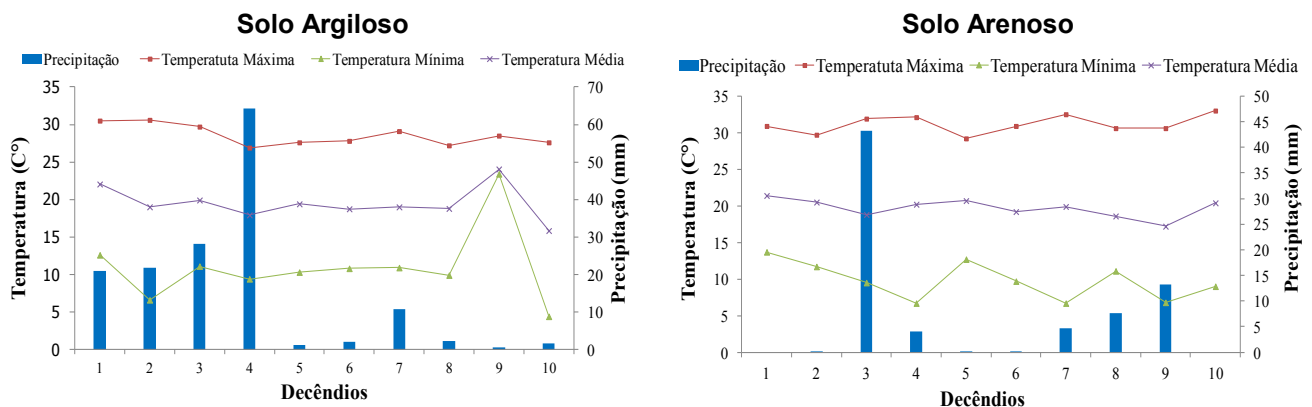 Solo Argiloso
Precipitação Temperatuta Máxima Temperatura Mínima Temperatura Média
35
30
25
20
15
10
5
0
Temperatura (C°)
70
60
50
40
30
20
10
0
Precipitação (mm)
1 2 3 4 5 6 7 8 9 10
Decêndios
Solo Arenoso
Precipitação Temperatuta Máxima Temperatura Mínima Temperatura Média
35
30
25
20
15
10
5
0
Temperatura (C°)
50
45
40
35
30
25
20
15
10
5
0
Precipitação (mm)
1 2 3 4 5 6 7 8 9 10
Decêndios